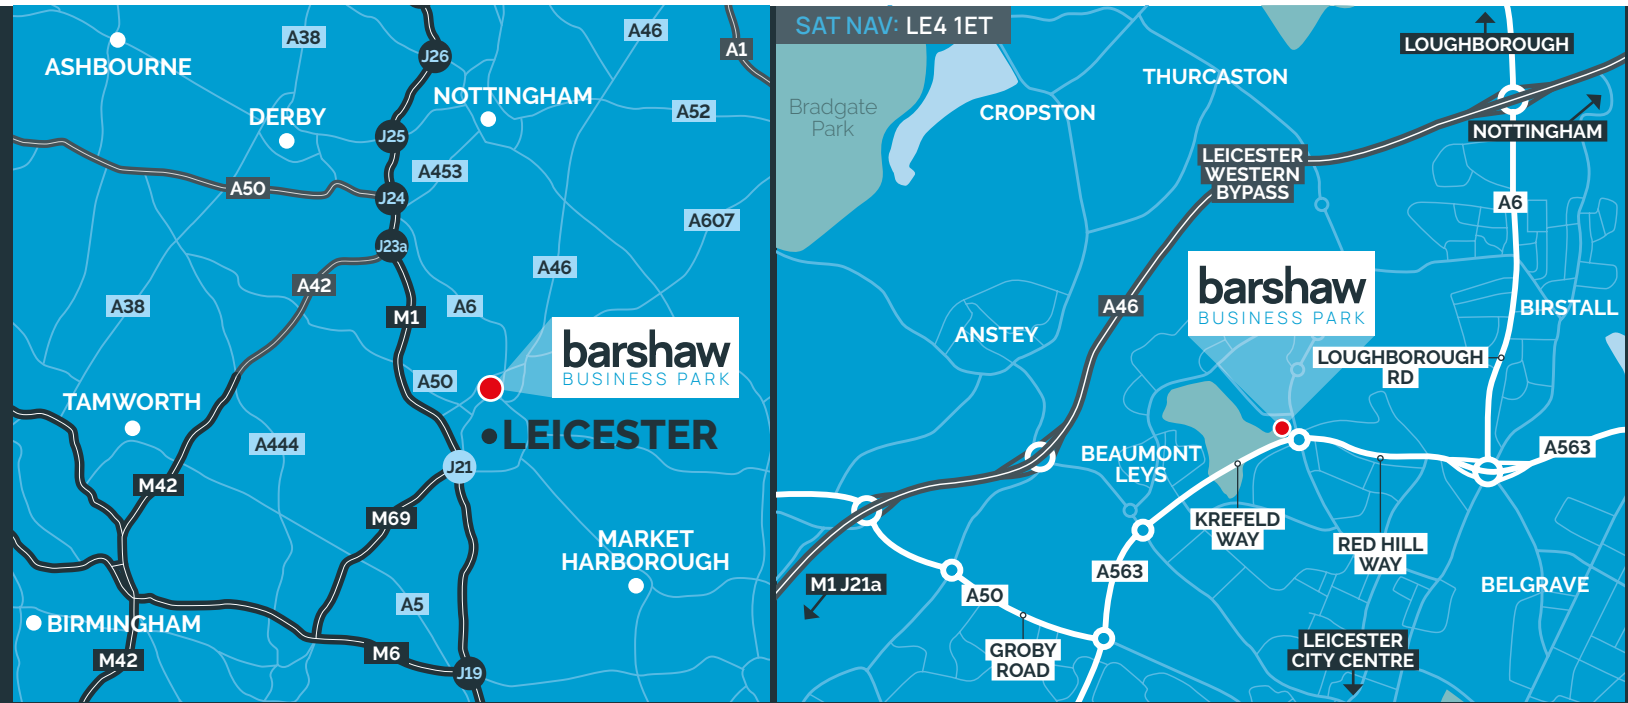 A38
A46
A1
J26
ASHBOURNE
NOTTINGHAM
DERBY
A52
J25
A453
A50
J24
A607
J23a
A46
A42
A38
A6
M1
barshaw
BUSINESS PARK
A50
TAMWORTH
LEICESTER
A444
J21
M42
M69
MARKET
HARBOROUGH
A5
BIRMINGHAM
M42
M6
J19
SAT NAV: LE4 1ET
LOUGHBOROUGH
THURCASTON
Bradgate
Park
CROPSTON
NOTTINGHAM
LEICESTER
WESTERN
BYPASS
A6
barshaw
BUSINESS PARK
A46
BIRSTALL
ANSTEY
LOUGHBOROUGH
RD
BEAUMONT
LEYS
A563
KREFELD
WAY
RED HILL
WAY
A563
M1 J21a
A50
BELGRAVE
GROBY
ROAD
LEICESTER
CITY CENTRE